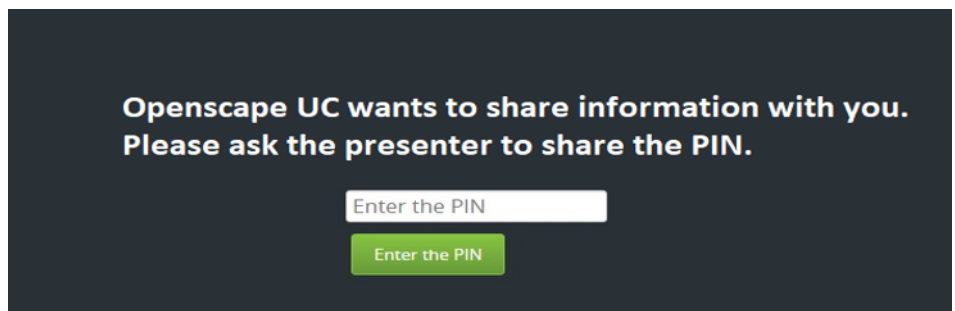 Openscape UC wants to share information with you.
Please ask the presenter to share the PIN.
Enter the PIN
Enter the PIN